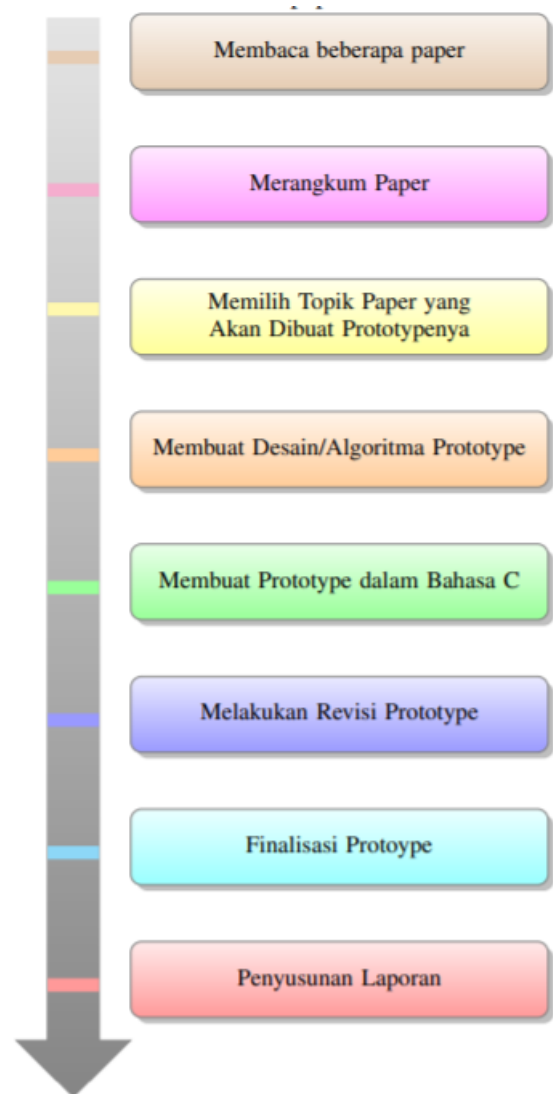 Membaca beberapa paper
Merangkum Paper
Memilih Topik Paper yang
Akan Dibuat Prototypenya
Membuat Desain/Algoritma Prototype
Membuat Prototype dalam Bahasa C
Melakukan Revisi Prototype
Finalisasi Protoype
Penyusunan Laporan